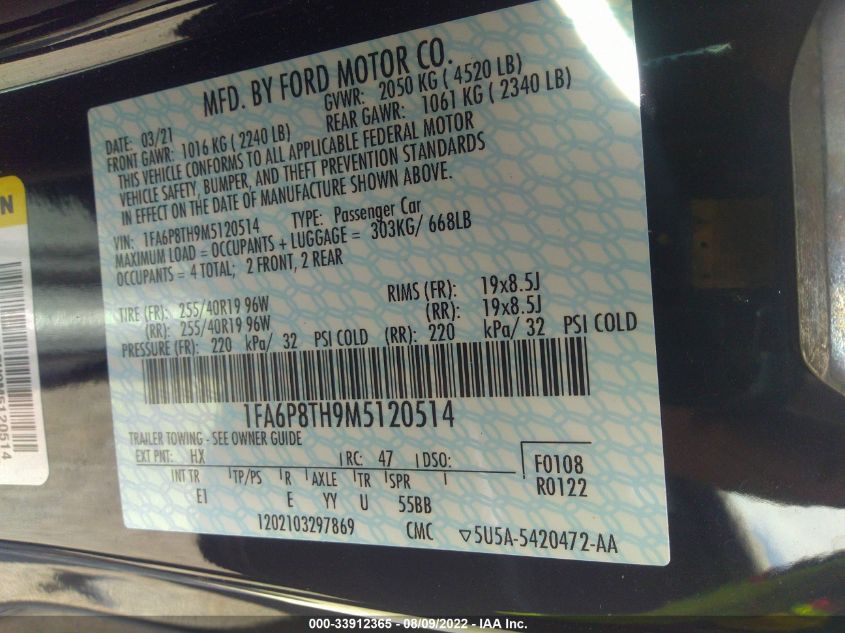 MFD. BY FORD MOTOR CO.
DATE: 03/21 GVWR: 2050 KG ( 4520 LB)
FRONT GAWR: 1016 KG ( 2240 LB) REAR GAWR: 1061 KG ( 2340 LB)
THIS VEHICLE CONFORMS TO ALL APPLICABLE FEDERAL MOTOR
VEHICLE SAFETY, BUMPER, AND THEFT PREVENTION STANDARDS
IN EFFECT ON THE DATE OF MANUFACTURE SHOWN ABOVE.
VIN: 1FA6P8TH9M5120514 TYPE: Passenger Car
MAXIMUM LOAD = OCCUPANTS + LUGGAGE = 303KG/ 668LB
OCCUPANTS = 4 TOTAL; 2 FRONT, 2 REAR
TIRE (FR): 255/40R19 96W RIMS (FR): 19x8.5J
(RR): 255/40R19 96W (RR): 19x8.5J
PRESSURE (FR): 220 kPa/ 32 PSI COLD (RR): 220 kPa/ 32 PSI COLD
1FA6P8TH9M5120514
TRAILER TOWING - SEE OWNER GUIDE
EXT PNT: HX RC: 47 DSO: F0108
INT TR TP/PS R AXLE TR SPR R0122
EI E YY U 55BB
1202103297869 CMC 5U5A-5420472-AA
000-33912365 - 08/09/2022 - IAA Inc.